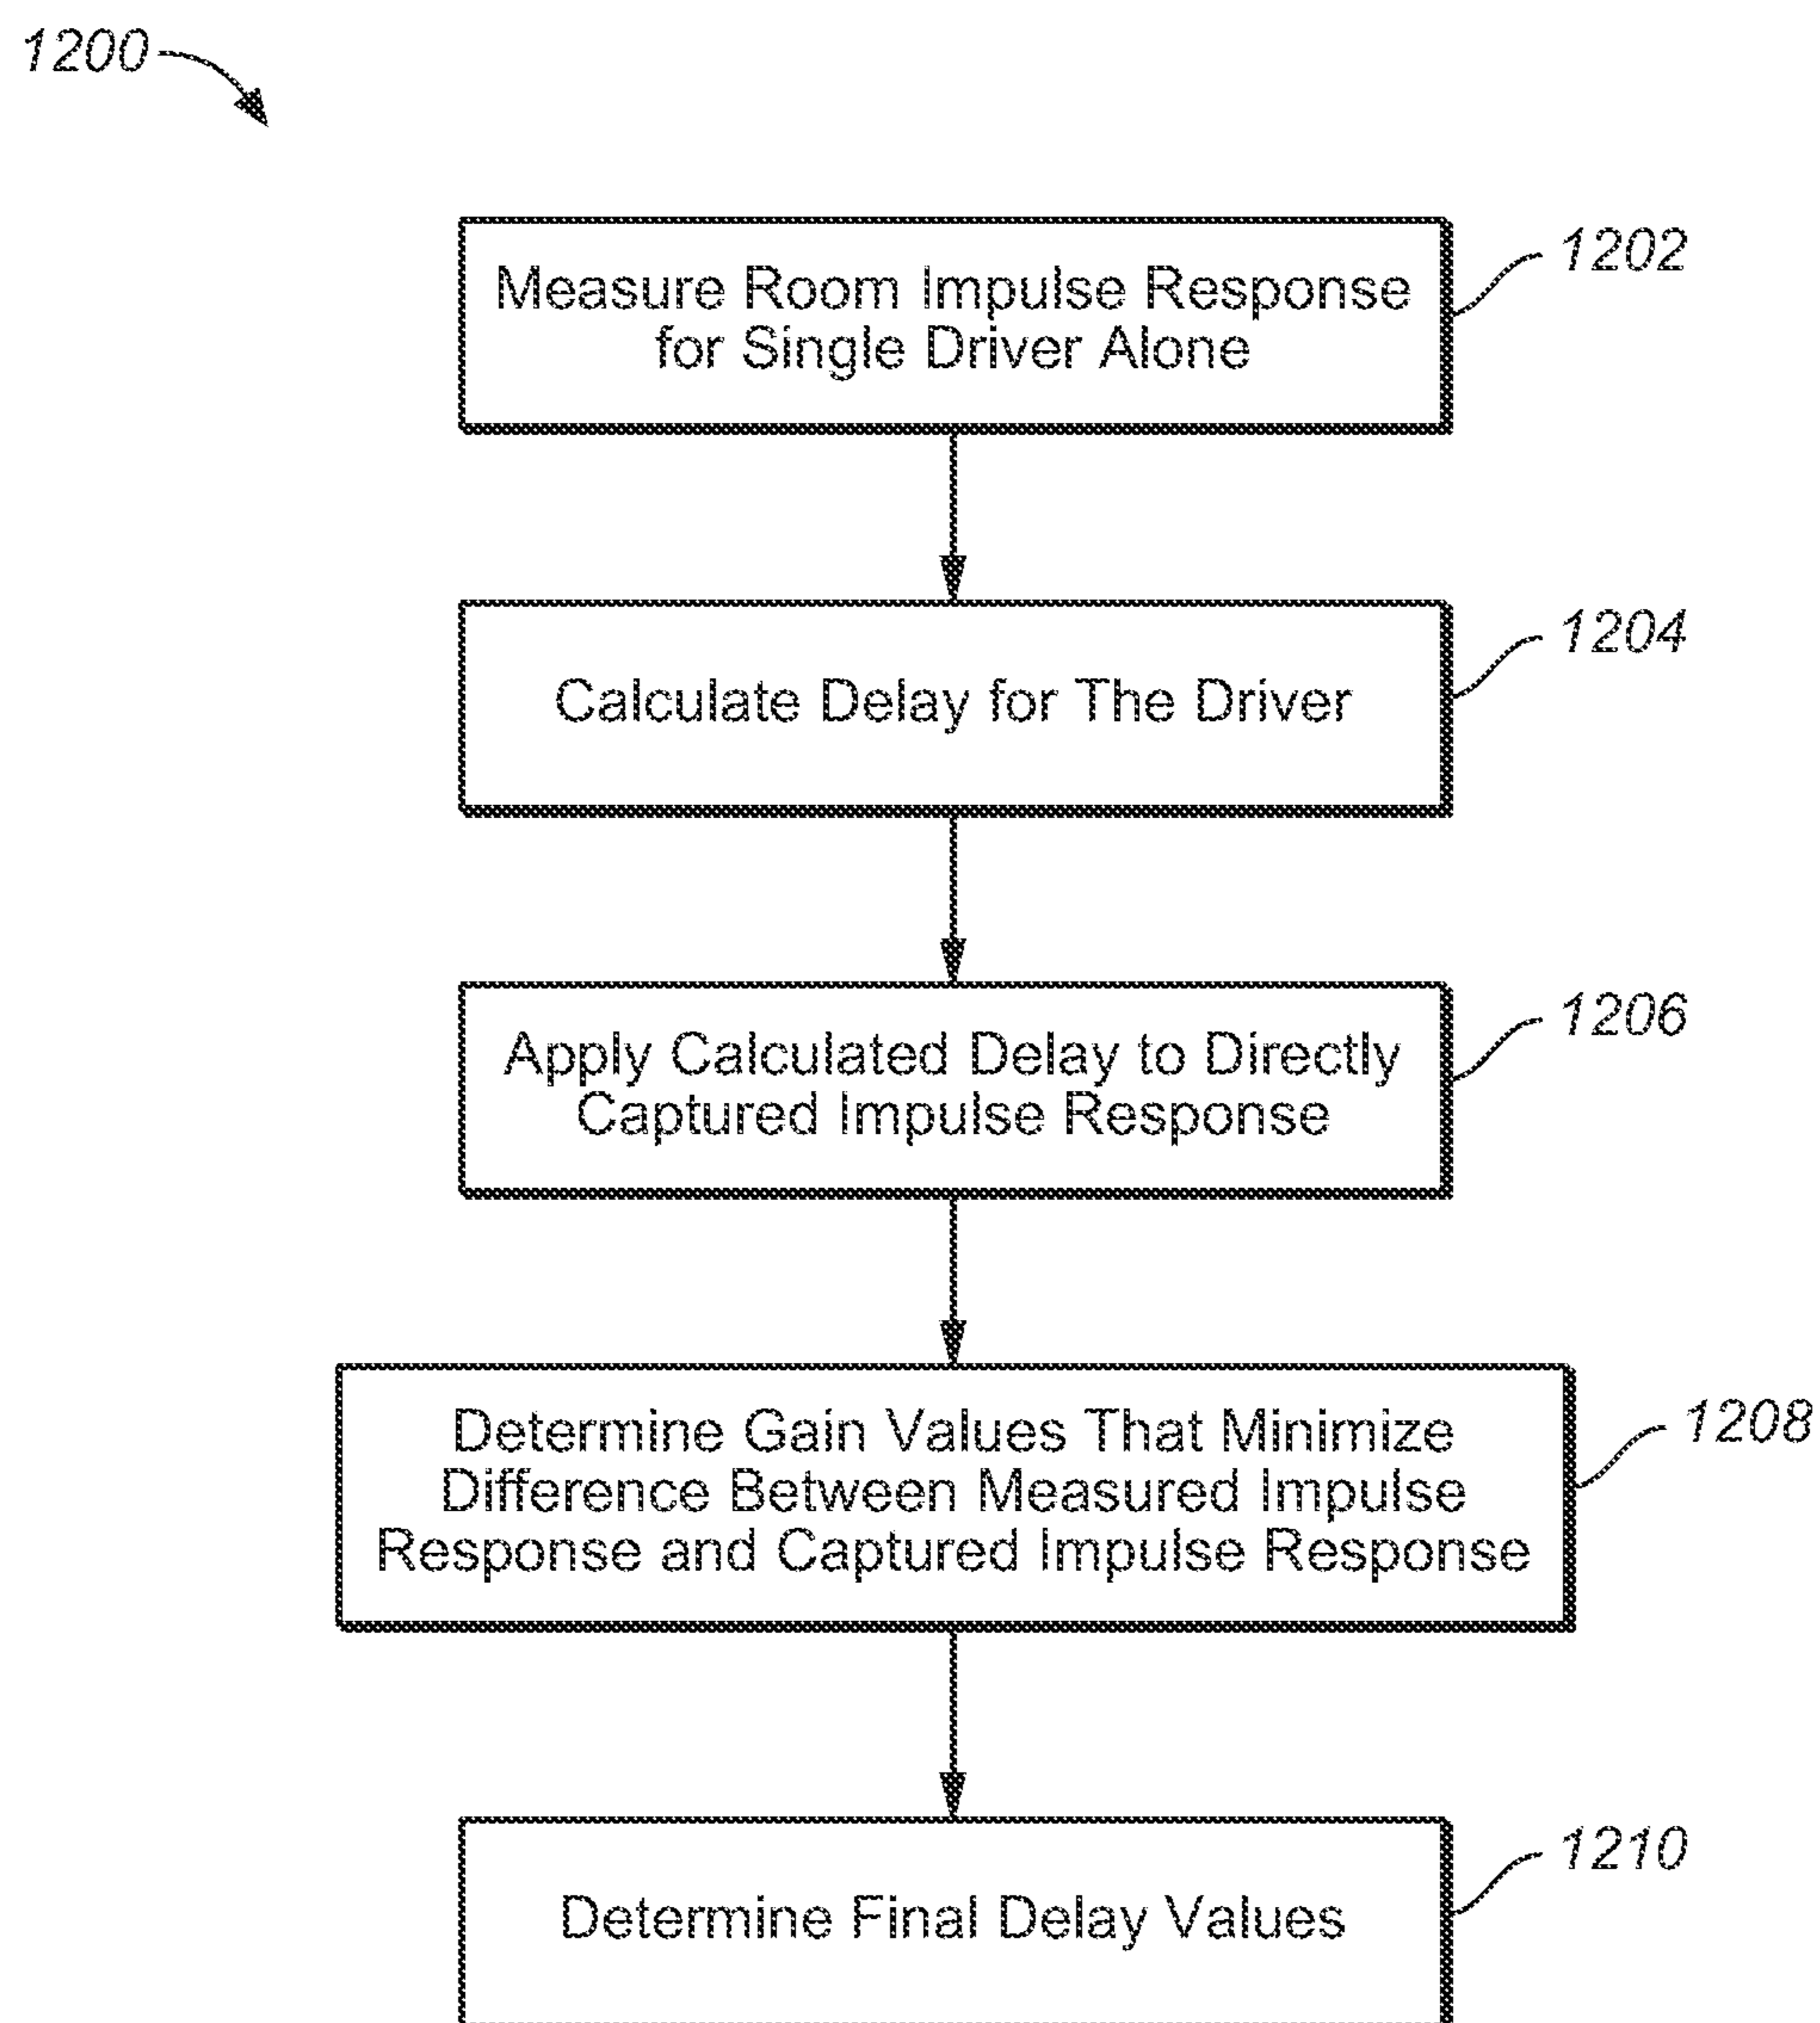 1200
Measure Room Impulse Response
for Single Driver Alone
1202
Calculate Delay for The Driver
1204
Apply Calculated Delay to Directly
Captured Impulse Response
1206
Determine Gain Values That Minimize
Difference Between Measured Impulse
Response and Captured Impulse Response
1208
Determine Final Delay Values
1210